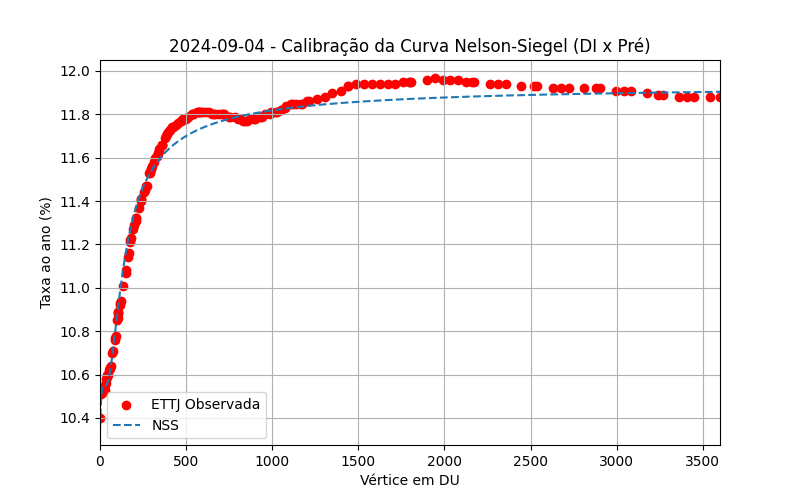 2024-09-04 - Calibração da Curva Nelson-Siegel (DI x Pré)
Taxa ao ano (%)
12.0
11.8
11.6
11.4
11.2
11.0
10.8
10.6
10.4
ETTJ Observada
NSS
0 500 1000 1500 2000 2500 3000 3500
Vértice em DU